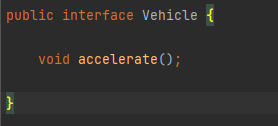 public interface Vehicle {
void accelerate();
}